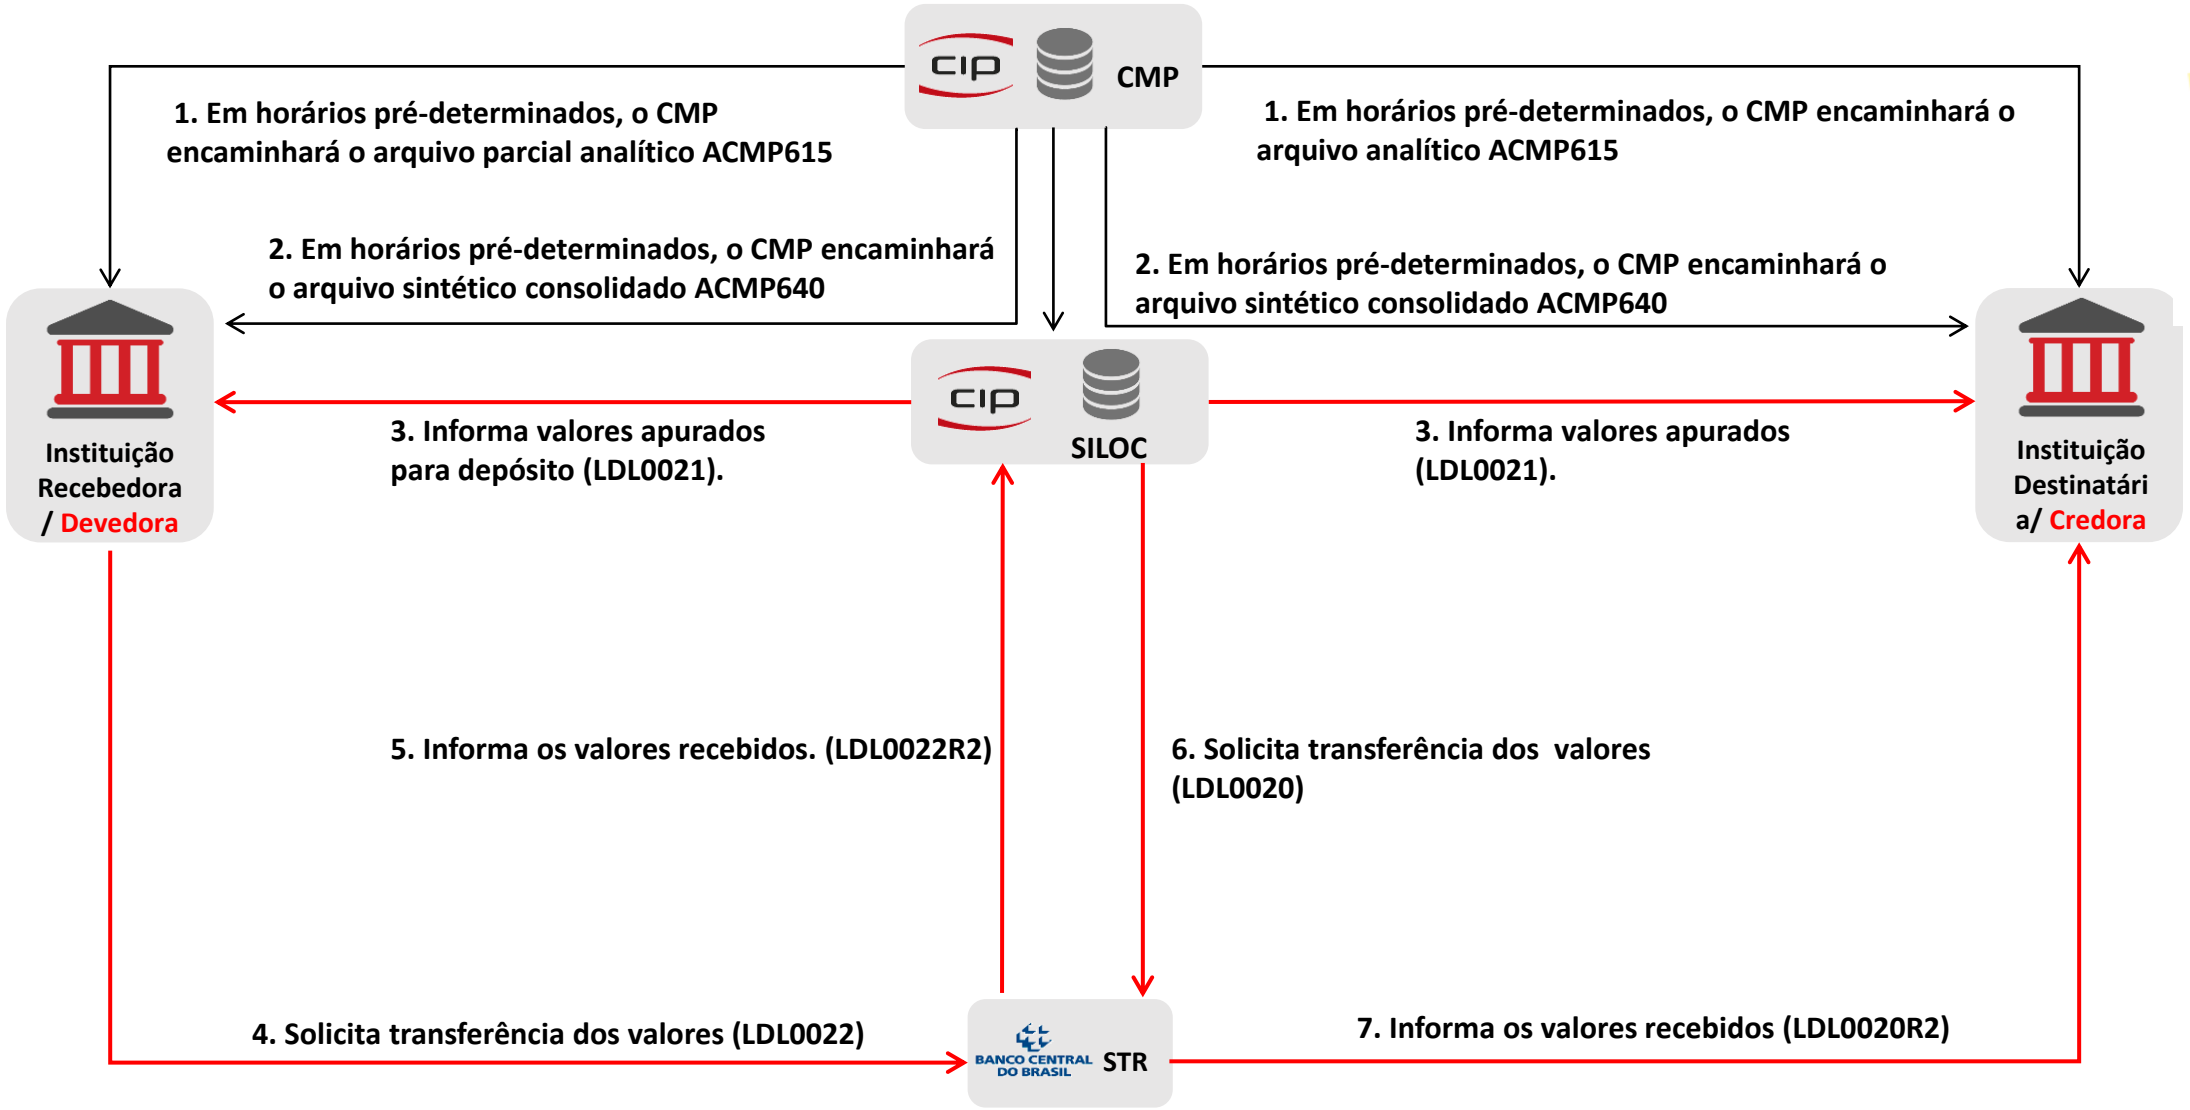 cip
CMP
1. Em horários pré-determinados, o CMP
encaminhará o arquivo parcial analítico ACMP615
1. Em horários pré-determinados, o CMP encaminhará o
arquivo analítico ACMP615
2. Em horários pré-determinados, o CMP encaminhará
o arquivo sintético consolidado ACMP640
2. Em horários pré-determinados, o CMP encaminhará o
arquivo sintético consolidado ACMP640
Instituição
Recebedora
/ Devedora
cip
SILOC
Instituição
Destinatári
a/ Credora
3. Informa valores apurados
para depósito (LDL0021).
3. Informa valores apurados
(LDL0021).
5. Informa os valores recebidos. (LDL0022R2)
6. Solicita transferência dos  valores
(LDL0020)
4. Solicita transferência dos valores (LDL0022)
BANCO CENTRAL
DO BRASIL
STR
7. Informa os valores recebidos (LDL0020R2)